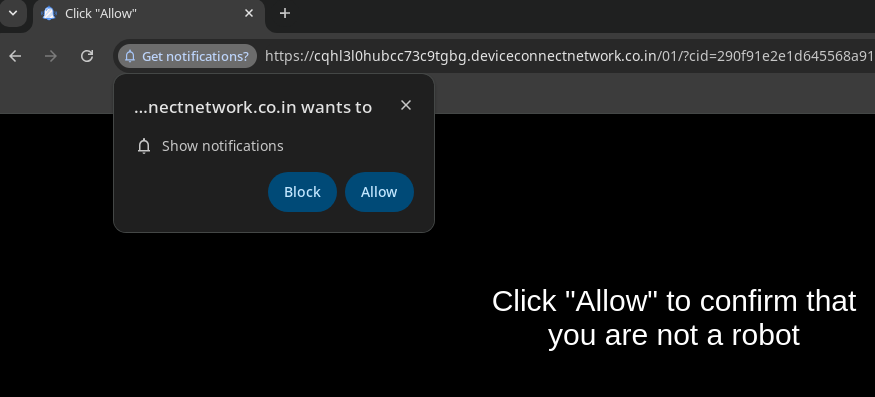 Click "Allow"
Get notifications?
https://cqhl3l0hubcc73c9tgbg.deviceconnectnetwork.co.in/01/?cid=290f91e2e1d645568a91
...nectnetwork.co.in wants to
Show notifications
Block
Allow
Click "Allow" to confirm that
you are not a robot